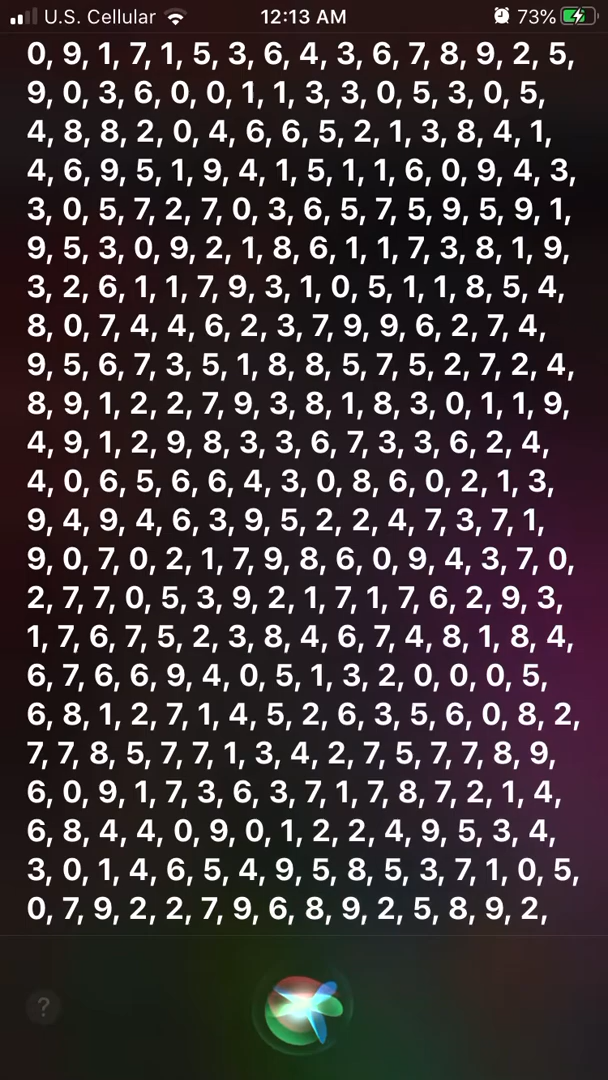 U.S. Cellular 12:13 AM 73%
0, 9, 1, 7, 1, 5, 3, 6, 4, 3, 6, 7, 8, 9, 2, 5,
9, 0, 3, 6, 0, 0, 1, 1, 3, 3, 0, 5, 3, 0, 5,
4, 8, 8, 2, 0, 4, 6, 6, 5, 2, 1, 3, 8, 4, 1,
4, 6, 9, 5, 1, 9, 4, 1, 5, 1, 1, 6, 0, 9, 4, 3,
3, 0, 5, 7, 2, 7, 0, 3, 6, 5, 7, 5, 9, 5, 9, 1,
9, 5, 3, 0, 9, 2, 1, 8, 6, 1, 1, 7, 3, 8, 1, 9,
3, 2, 6, 1, 1, 7, 9, 3, 1, 0, 5, 1, 1, 8, 5, 4,
8, 0, 7, 4, 4, 6, 2, 3, 7, 9, 9, 6, 2, 7, 4,
9, 5, 6, 7, 3, 5, 1, 8, 8, 5, 7, 5, 2, 7, 2, 4,
8, 9, 1, 2, 2, 7, 9, 3, 8, 1, 8, 3, 0, 1, 1, 9,
4, 9, 1, 2, 9, 8, 3, 3, 6, 7, 3, 3, 6, 2, 4,
4, 0, 6, 5, 6, 6, 4, 3, 0, 8, 6, 0, 2, 1, 3,
9, 4, 9, 4, 6, 3, 9, 5, 2, 2, 4, 7, 3, 7, 1,
9, 0, 7, 0, 2, 1, 7, 9, 8, 6, 0, 9, 4, 3, 7, 0,
2, 7, 7, 0, 5, 3, 9, 2, 1, 7, 1, 7, 6, 2, 9, 3,
1, 7, 6, 7, 5, 2, 3, 8, 4, 6, 7, 4, 8, 1, 8, 4,
6, 7, 6, 6, 9, 4, 0, 5, 1, 3, 2, 0, 0, 0, 5,
6, 8, 1, 2, 7, 1, 4, 5, 2, 6, 3, 5, 6, 0, 8, 2,
7, 7, 8, 5, 7, 7, 1, 3, 4, 2, 7, 5, 7, 7, 8, 9,
6, 0, 9, 1, 7, 3, 6, 3, 7, 1, 7, 8, 7, 2, 1, 4,
6, 8, 4, 4, 0, 9, 0, 1, 2, 2, 4, 9, 5, 3, 4,
3, 0, 1, 4, 6, 5, 4, 9, 5, 8, 5, 3, 7, 1, 0, 5,
0, 7, 9, 2, 2, 7, 9, 6, 8, 9, 2, 5, 8, 9, 2,
?